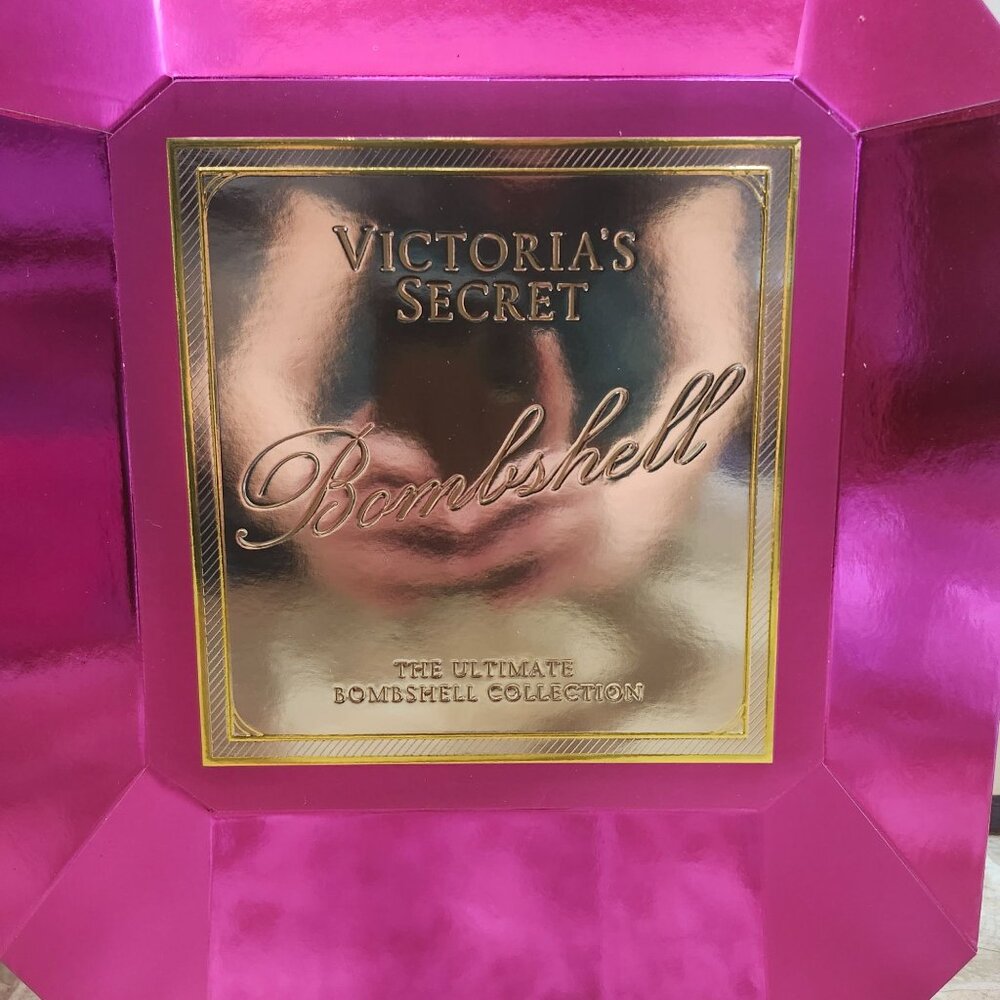 VICTORIA'S
SECRET
Bombshell
THE ULTIMATE
BOMBSHELL COLLECTION